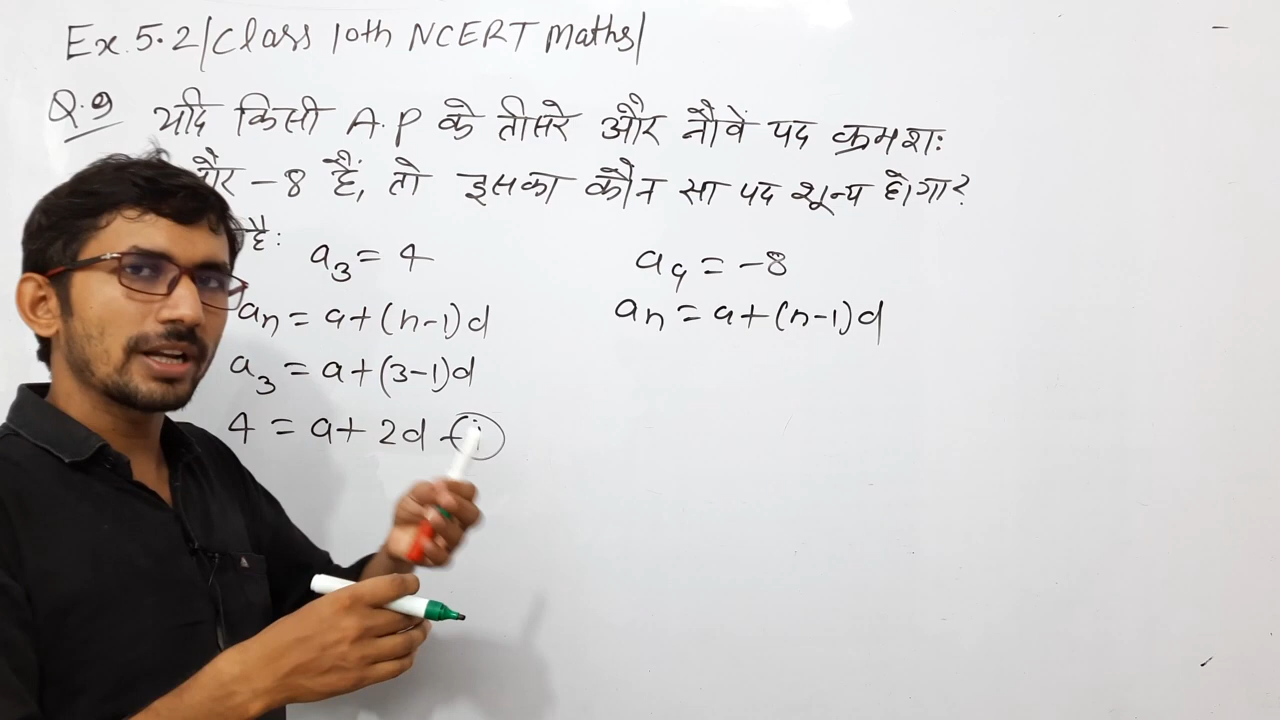 Ex. 5.2/Class 10th NCERT Maths/
Q.9 यदि किसी A.P के तीसरे और नौवें पद क्रमशः
और -8 हैं, तो इसका कौन सा पद शून्य होगा?
है:
a₃ = 4
aₙ = a+(n-1)d
a₃ = a+(3-1)d
4 = a+ 2d -(i)
a₉ = -8
aₙ = a+(n-1)d